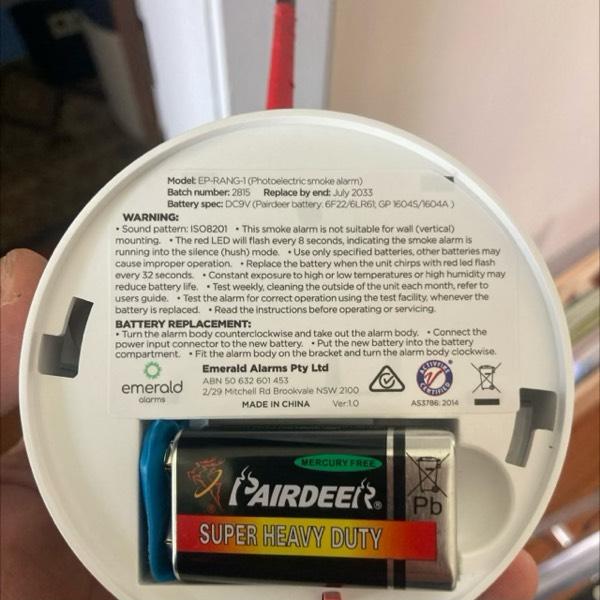 Model: EP-RANG-1 (Photoelectric smoke alarm)
Batch number: 2815 Replace by end: July 2033
Battery spec: DC9V (Pairdeer battery: 6F22/6LR61; GP 1604S/1604A )
WARNING:
• Sound pattern: ISO8201 • This smoke alarm is not suitable for wall (vertical)
mounting. • The red LED will flash every 8 seconds, indicating the smoke alarm is
running into the silence (hush) mode. • Use only specified batteries, other batteries may
cause improper operation. • Replace the battery when the unit chirps with red led flash
every 32 seconds. • Constant exposure to high or low temperatures or high humidity may
reduce battery life. • Test weekly, cleaning the outside of the unit each month, refer to
users guide. • Test the alarm for correct operation using the test facility, whenever the
battery is replaced. • Read the instructions before operating or servicing.
BATTERY REPLACEMENT:
• Turn the alarm body counterclockwise and take out the alarm body. • Connect the
power input connector to the new battery. • Put the new battery into the battery
compartment. • Fit the alarm body on the bracket and turn the alarm body clockwise.
emerald
alarms
Emerald Alarms Pty Ltd
ABN 50 632 601 453
2/29 Mitchell Rd Brookvale NSW 2100
MADE IN CHINA Ver:1.0
ACTIVFIRE
CERTIFIED
AS3786: 2014
MERCURY FREE
PAIRDEER®
SUPER HEAVY DUTY
Pb